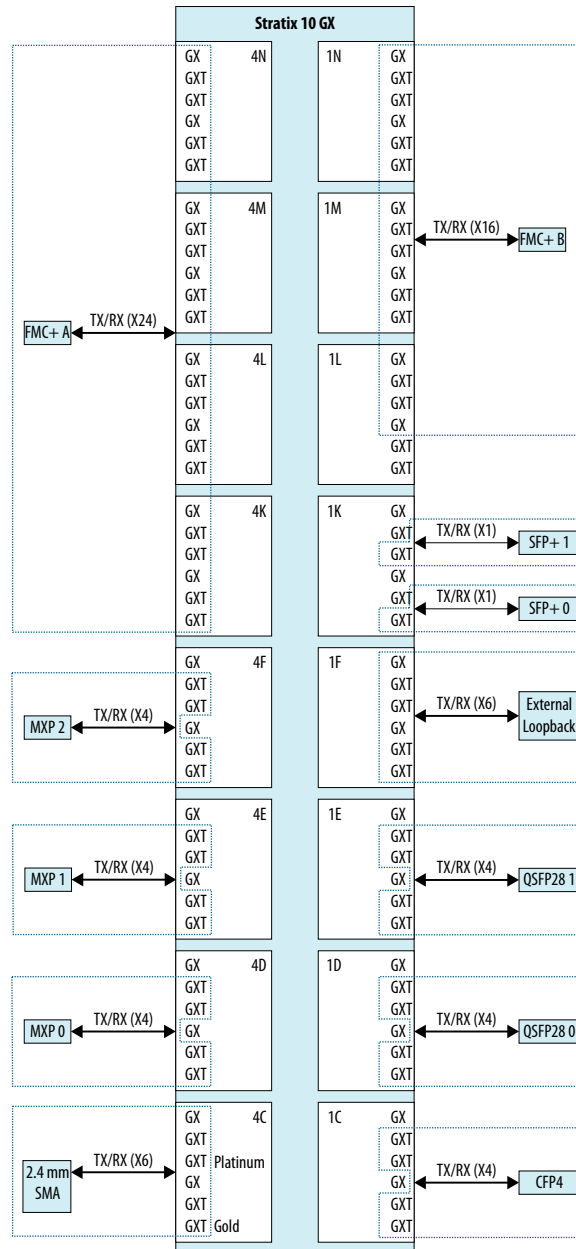 Stratix 10 GX
GX 4N 1N GX
GXT GXT
GXT GXT
GX GX
GXT GXT
GXT GXT
GX 4M 1M GX
GXT GXT
GXT GXT
GX GX
GXT GXT
GXT GXT
TX/RX (X16)
FMC+ B
FMC+ A
TX/RX (X24)
GX 4L 1L GX
GXT GXT
GXT GXT
GX GX
GXT GXT
GXT GXT
GX 4K 1K GX
GXT GXT
GXT GXT
GX GX
GXT GXT
GXT GXT
TX/RX (X1)
SFP+ 1
TX/RX (X1)
SFP+ 0
GX 4F 1F GX
GXT GXT
GXT GXT
GX GX
GXT GXT
GXT GXT
MXP 2
TX/RX (X4)
TX/RX (X6)
External
Loopback
GX 4E 1E GX
GXT GXT
GXT GXT
GX GX
GXT GXT
GXT GXT
MXP 1
TX/RX (X4)
TX/RX (X4)
QSFP28 1
GX 4D 1D GX
GXT GXT
GXT GXT
GX GX
GXT GXT
GXT GXT
MXP 0
TX/RX (X4)
TX/RX (X4)
QSFP28 0
GX 4C 1C GX
GXT GXT
GXT Platinum GXT
GX GX
GXT GXT
GXT Gold GXT
2.4 mm
SMA
TX/RX (X6)
TX/RX (X4)
CFP4